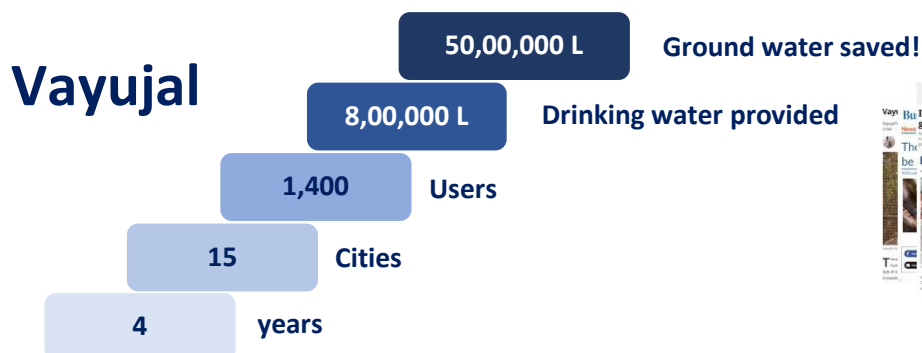 Vayujal
50,00,000 L Ground water saved!
8,00,000 L Drinking water provided
1,400 Users
15 Cities
4 years